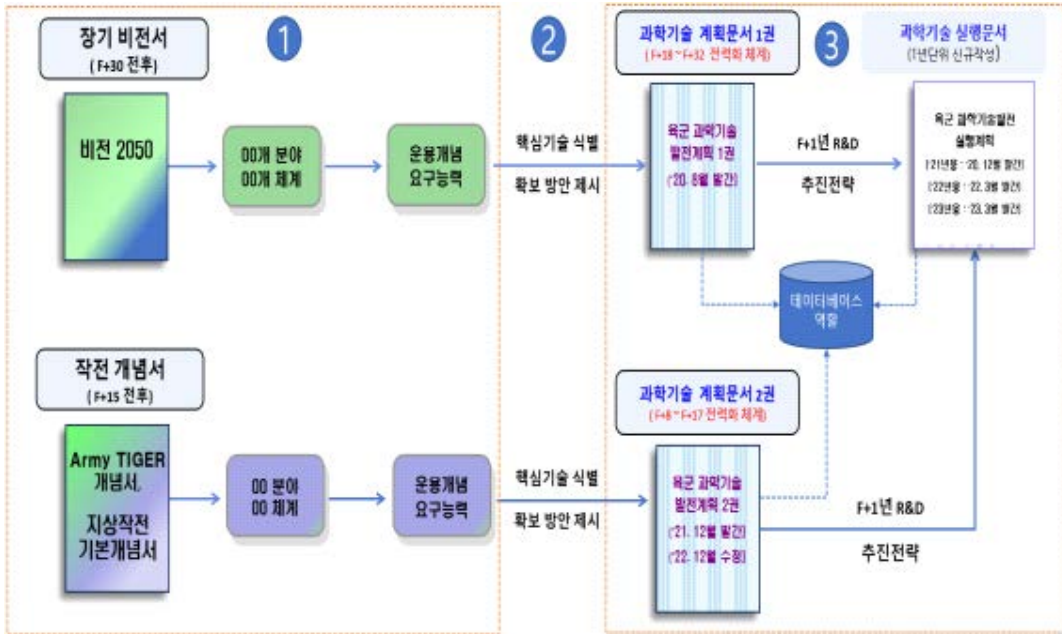 장기 비전서
( F+30 전후)
비전 2050
1
00개 분야
00개 체계
운용개념
요구능력
2
핵심기술 식별
확보 방안 제시
과학기술 계획문서 1권
( F+18 ~ F+32 전력화 체계)
육군 과학기술
발전계획 1권
('20. 8월 발간)
3
F+1년 R&D
추진전략
과학기술 실행문서
(1년단위 신규작성)
육군 과학기술발전
실행계획
('21년용 : '20. 12월 발간)
('22년용 : '22. 3월 발간)
('23년용 : '23. 3월 발간)
데이터베이스
역할
작전 개념서
( F+15 전후)
Army TIGER
개념서,
지상작전
기본개념서
00 분야
00 체계
운용개념
요구능력
핵심기술 식별
확보 방안 제시
과학기술 계획문서 2권
( F+8 ~ F+17 전력화 체계)
육군 과학기술
발전계획 2권
('21. 12월 발간)
('22. 12월 수정)
F+1년 R&D
추진전략